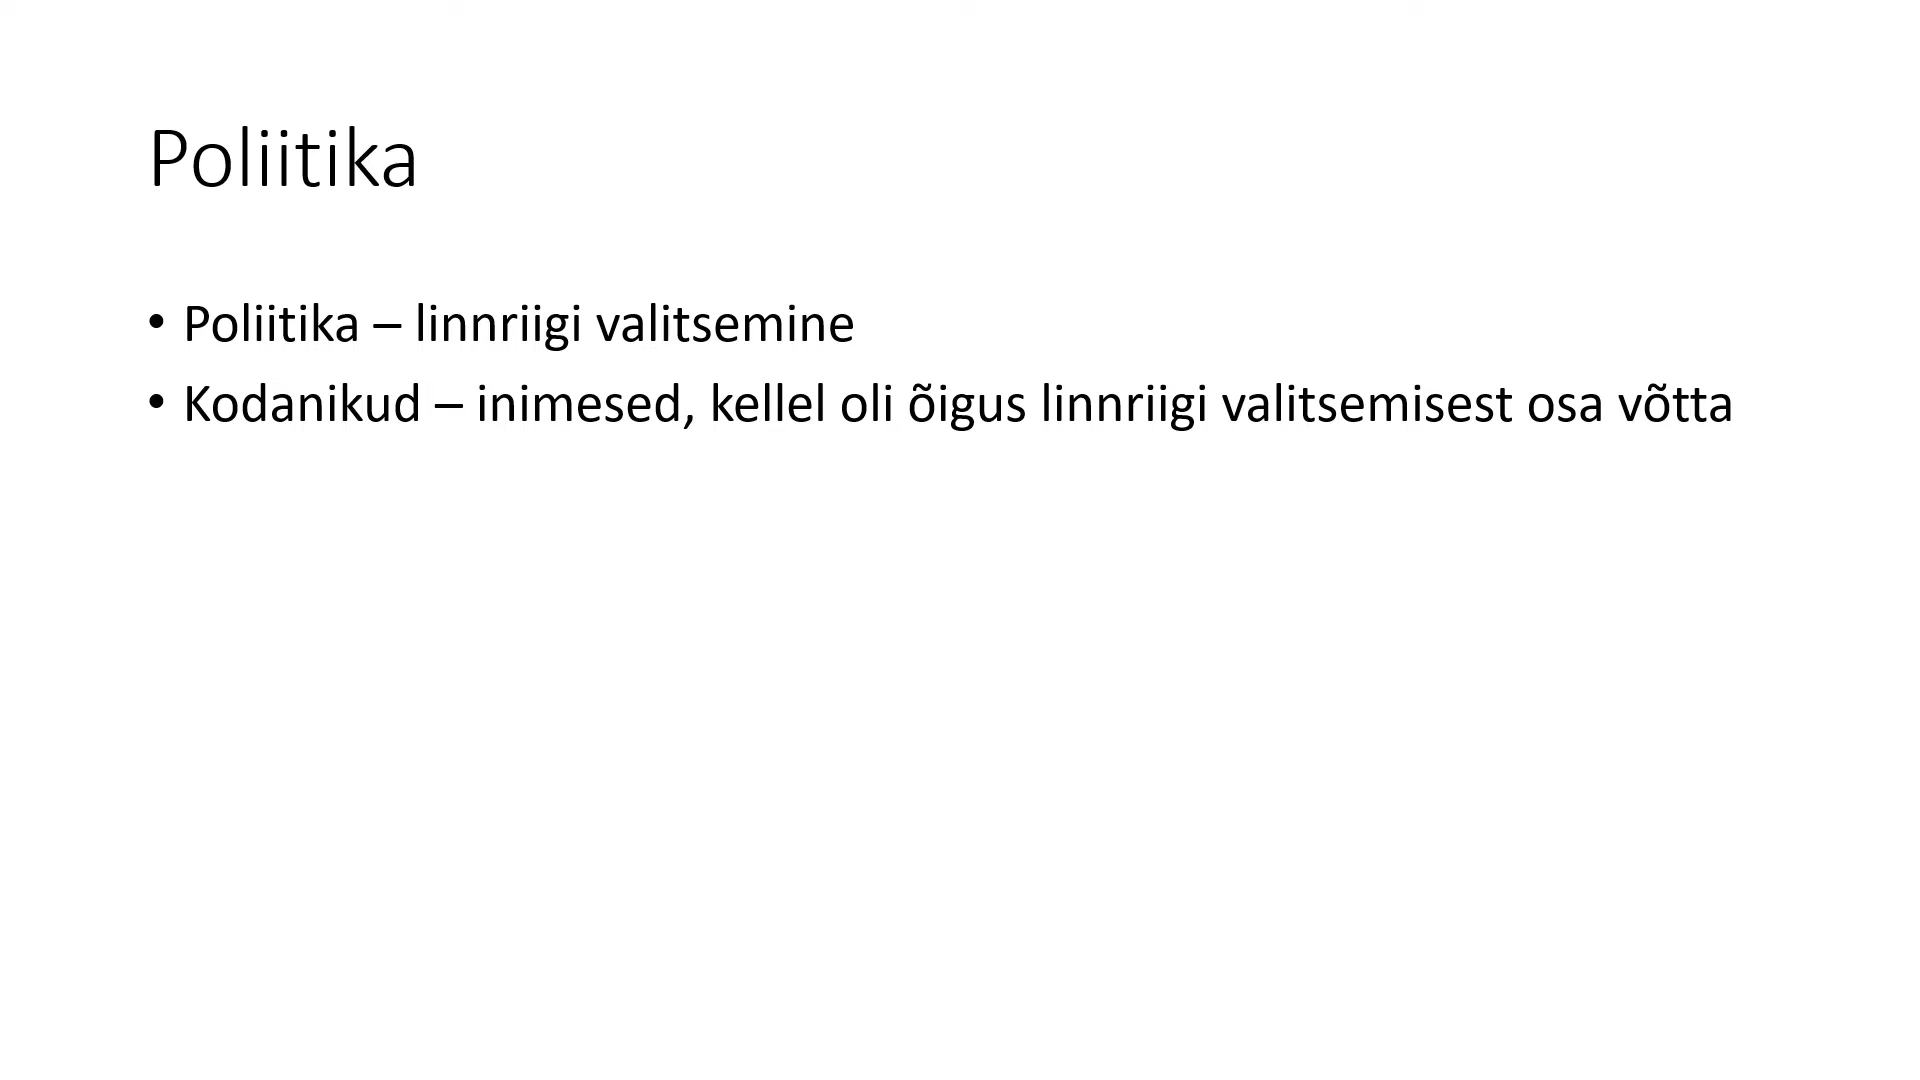 Poliitika
• Poliitika – linnriigi valitsemine
• Kodanikud – inimesed, kellel oli õigus linnriigi valitsemisest osa võtta